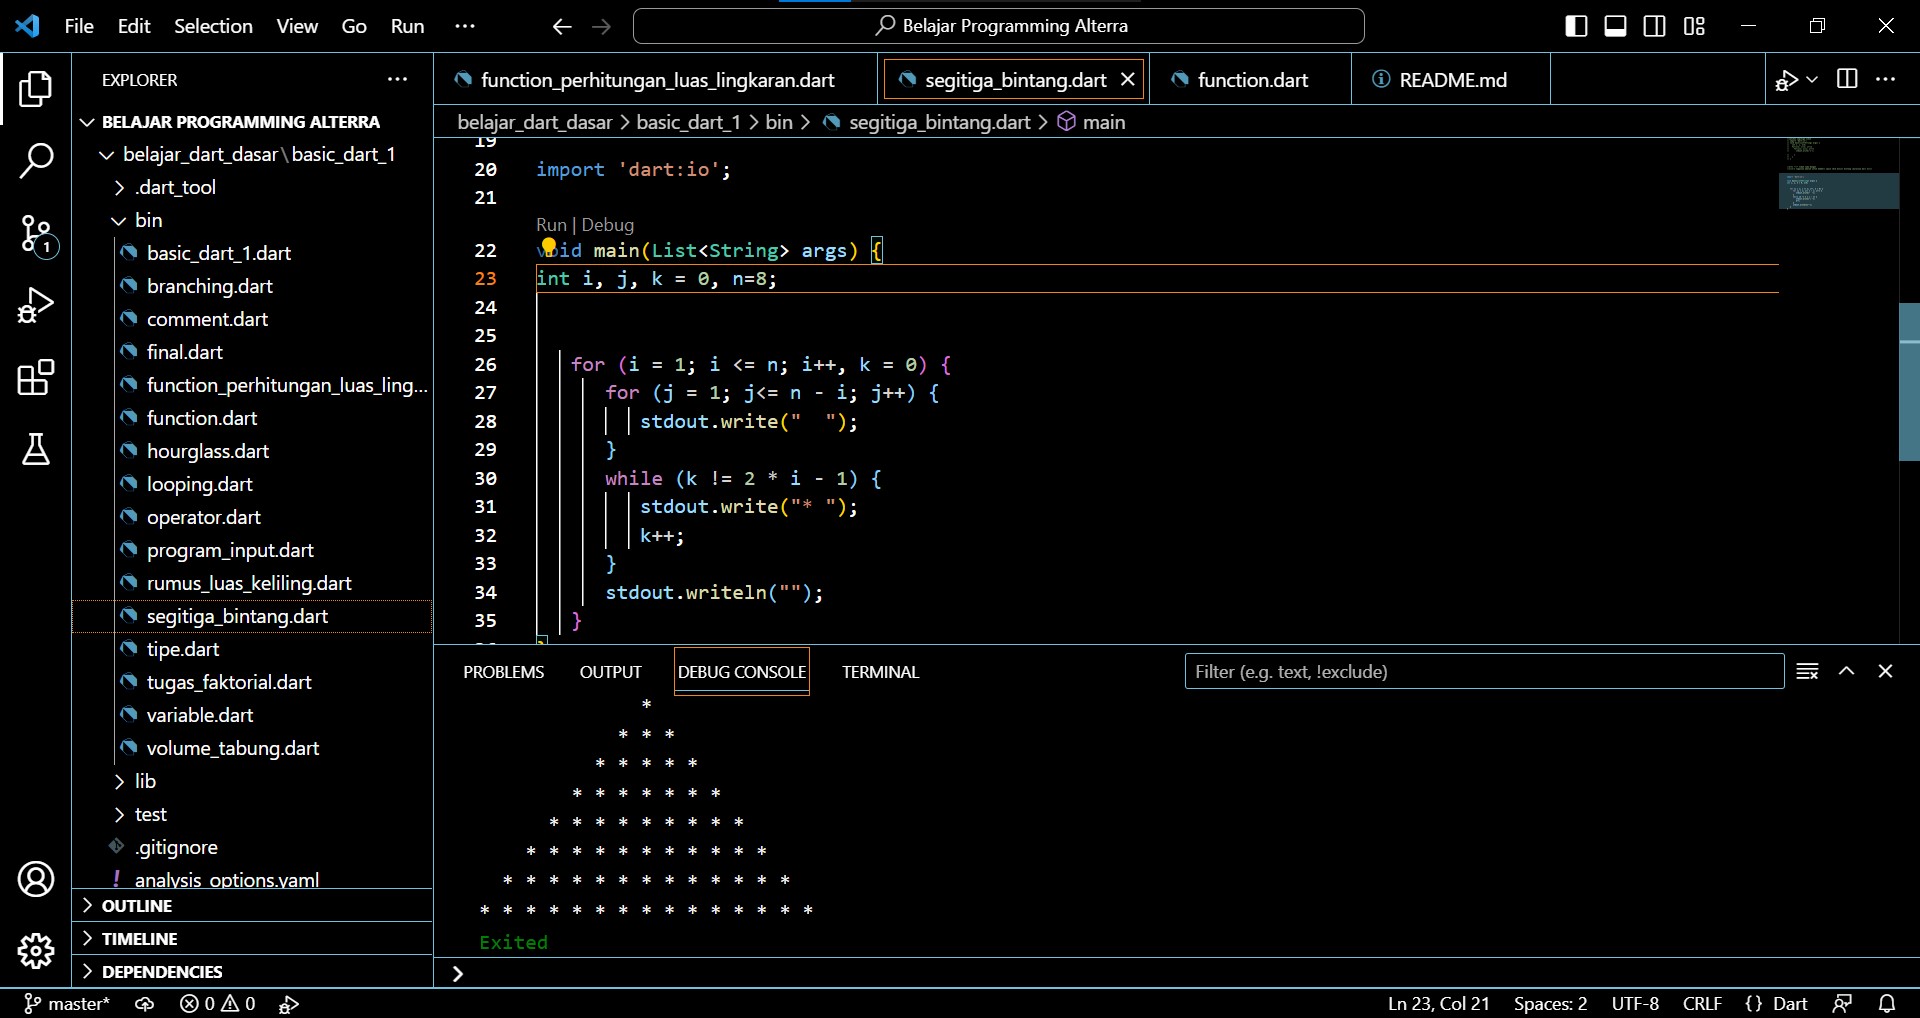 File Edit Selection View Go Run ···
Belajar Programming Alterra
EXPLORER ···
BELAJAR PROGRAMMING ALTERRA
belajar_dart_dasar\basic_dart_1
.dart_tool
bin
basic_dart_1.dart
branching.dart
comment.dart
final.dart
function_perhitungan_luas_ling...
function.dart
hourglass.dart
looping.dart
operator.dart
program_input.dart
rumus_luas_keliling.dart
segitiga_bintang.dart
tipe.dart
tugas_faktorial.dart
variable.dart
volume_tabung.dart
lib
test
.gitignore
! analysis_options.yaml
OUTLINE
TIMELINE
DEPENDENCIES
1
function_perhitungan_luas_lingkaran.dart segitiga_bintang.dart function.dart README.md
belajar_dart_dasar > basic_dart_1 > bin > segitiga_bintang.dart > main
19
20 import 'dart:io';
21
Run | Debug
22 void main(List<String> args) {
23 int i, j, k = 0, n=8;
24
25
26 for (i = 1; i <= n; i++, k = 0) {
27 for (j = 1; j<= n - i; j++) {
28 stdout.write("  ");
29 }
30 while (k != 2 * i - 1) {
31 stdout.write("* ");
32 k++;
33 }
34 stdout.writeln("");
35 }
PROBLEMS OUTPUT DEBUG CONSOLE TERMINAL Filter (e.g. text, !exclude)
*
* * *
* * * * *
* * * * * * *
* * * * * * * * *
* * * * * * * * * * *
* * * * * * * * * * * * *
* * * * * * * * * * * * * * *
Exited
>
master* 0 0 Ln 23, Col 21 Spaces: 2 UTF-8 CRLF {} Dart